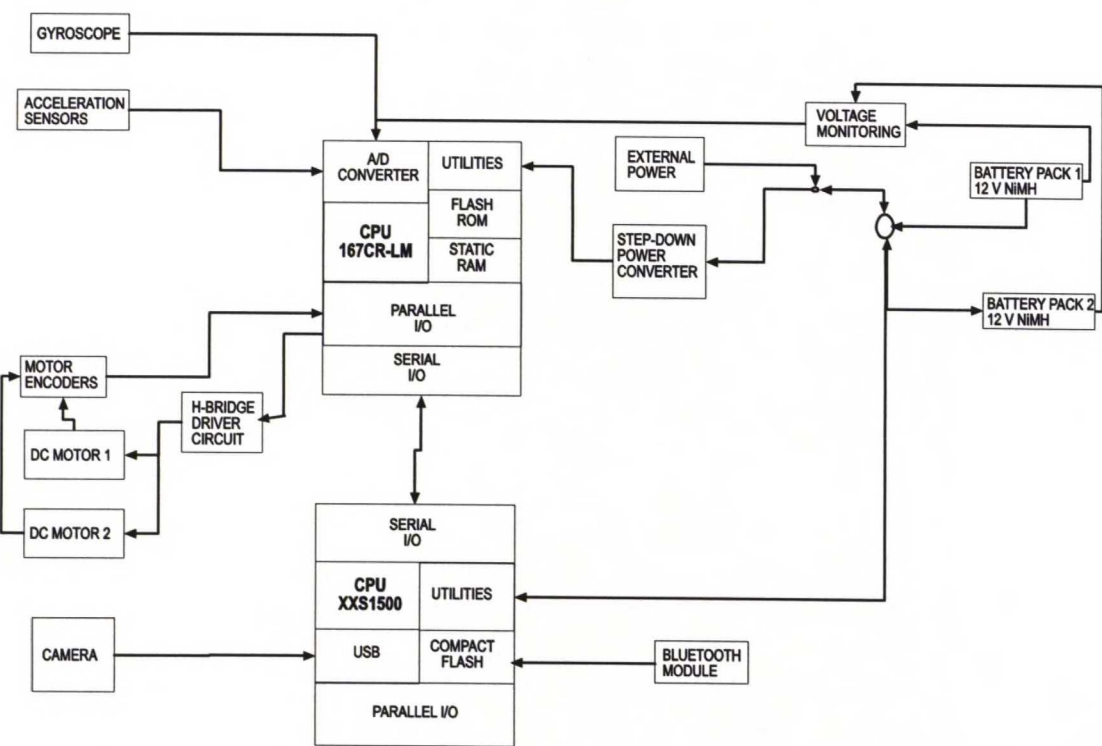 GYROSCOPE
ACCELERATION
SENSORS
VOLTAGE
MONITORING
A/D
CONVERTER
UTILITIES
EXTERNAL
POWER
BATTERY PACK 1
12 V NiMH
FLASH
ROM
CPU
167CR-LM
STATIC
RAM
STEP-DOWN
POWER
CONVERTER
PARALLEL
I/O
BATTERY PACK 2
12 V NiMH
SERIAL
I/O
MOTOR
ENCODERS
H-BRIDGE
DRIVER
CIRCUIT
DC MOTOR 1
DC MOTOR 2
SERIAL
I/O
CPU
XXS1500
UTILITIES
CAMERA
USB
COMPACT
FLASH
BLUETOOTH
MODULE
PARALLEL I/O